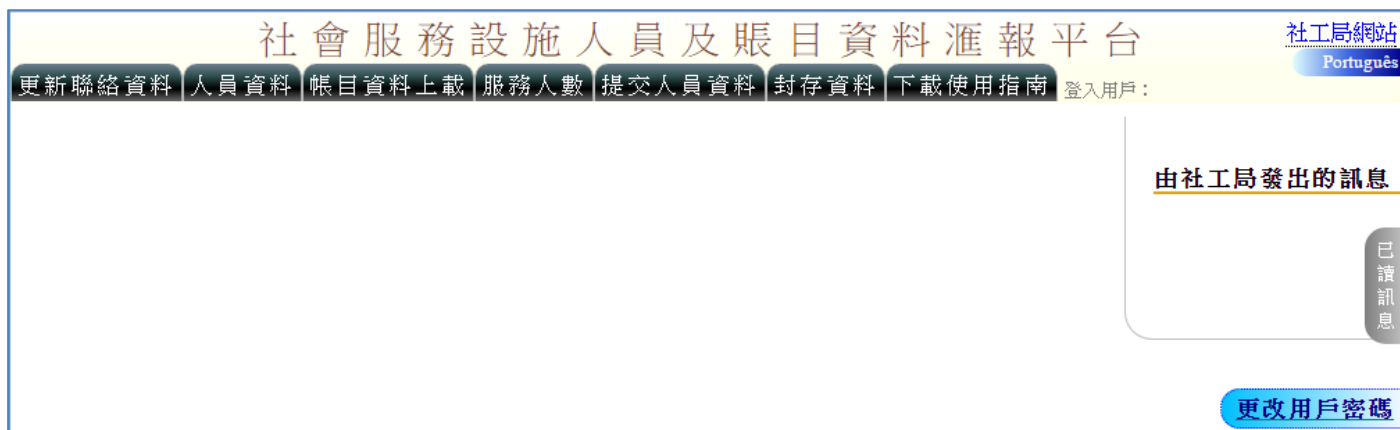 社會服務設施人員及賬目資料滙報平台
社工局網站
Português
更新聯絡資料 人員資料 帳目資料上載 服務人數 提交人員資料 封存資料 下載使用指南 登入用戶：
由社工局發出的訊息
已讀訊息
更改用戶密碼